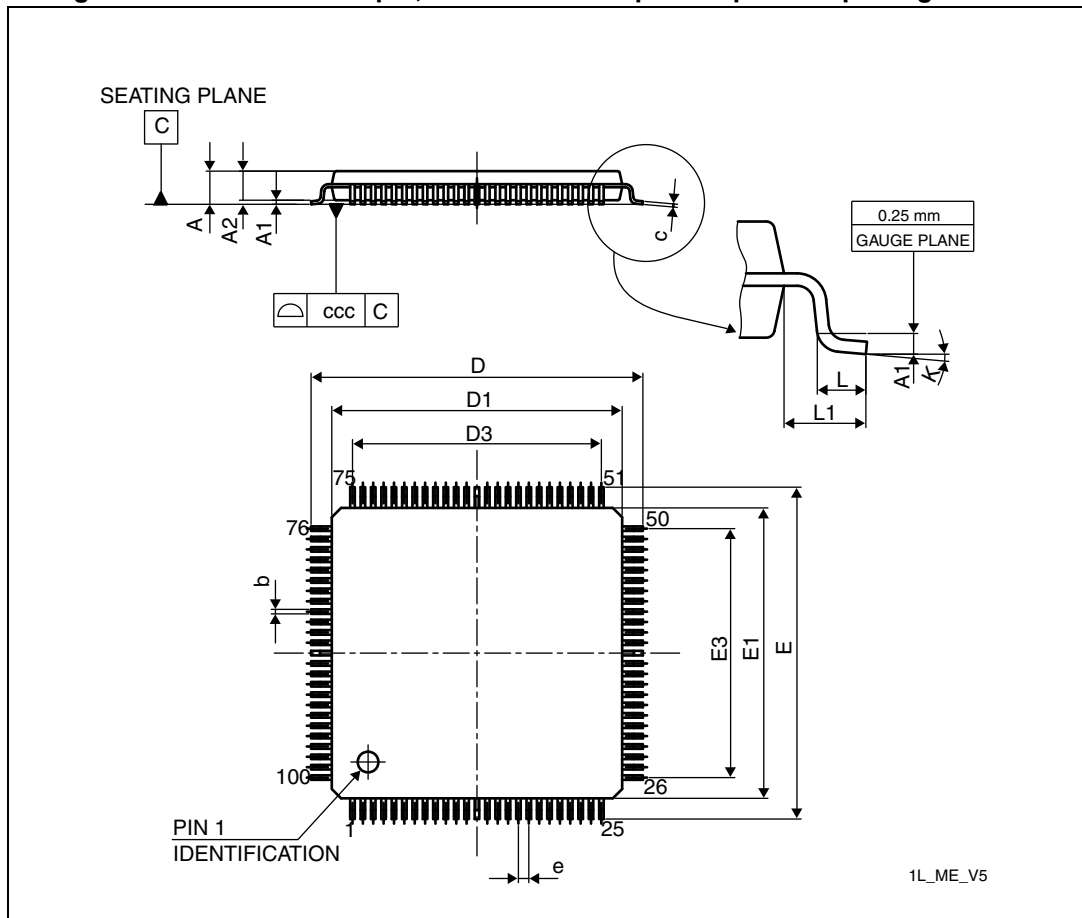 SEATING PLANE
C
A
A2
A1
c
ccc C
0.25 mm
GAUGE PLANE
A1
K
L
L1
D
D1
D3
75
51
76
50
b
E3
E1
E
100
26
1
25
PIN 1
IDENTIFICATION
e
1L_ME_V5